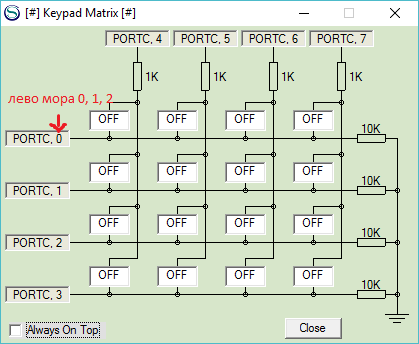 [#] Keypad Matrix [#]
PORTC, 4 PORTC, 5 PORTC, 6 PORTC, 7
1K 1K 1K 1K
лево мора 0, 1, 2
OFF OFF OFF OFF
PORTC, 0 10K
OFF OFF OFF OFF
PORTC, 1 10K
OFF OFF OFF OFF
PORTC, 2 10K
OFF OFF OFF OFF
PORTC, 3 10K
Always On Top Close